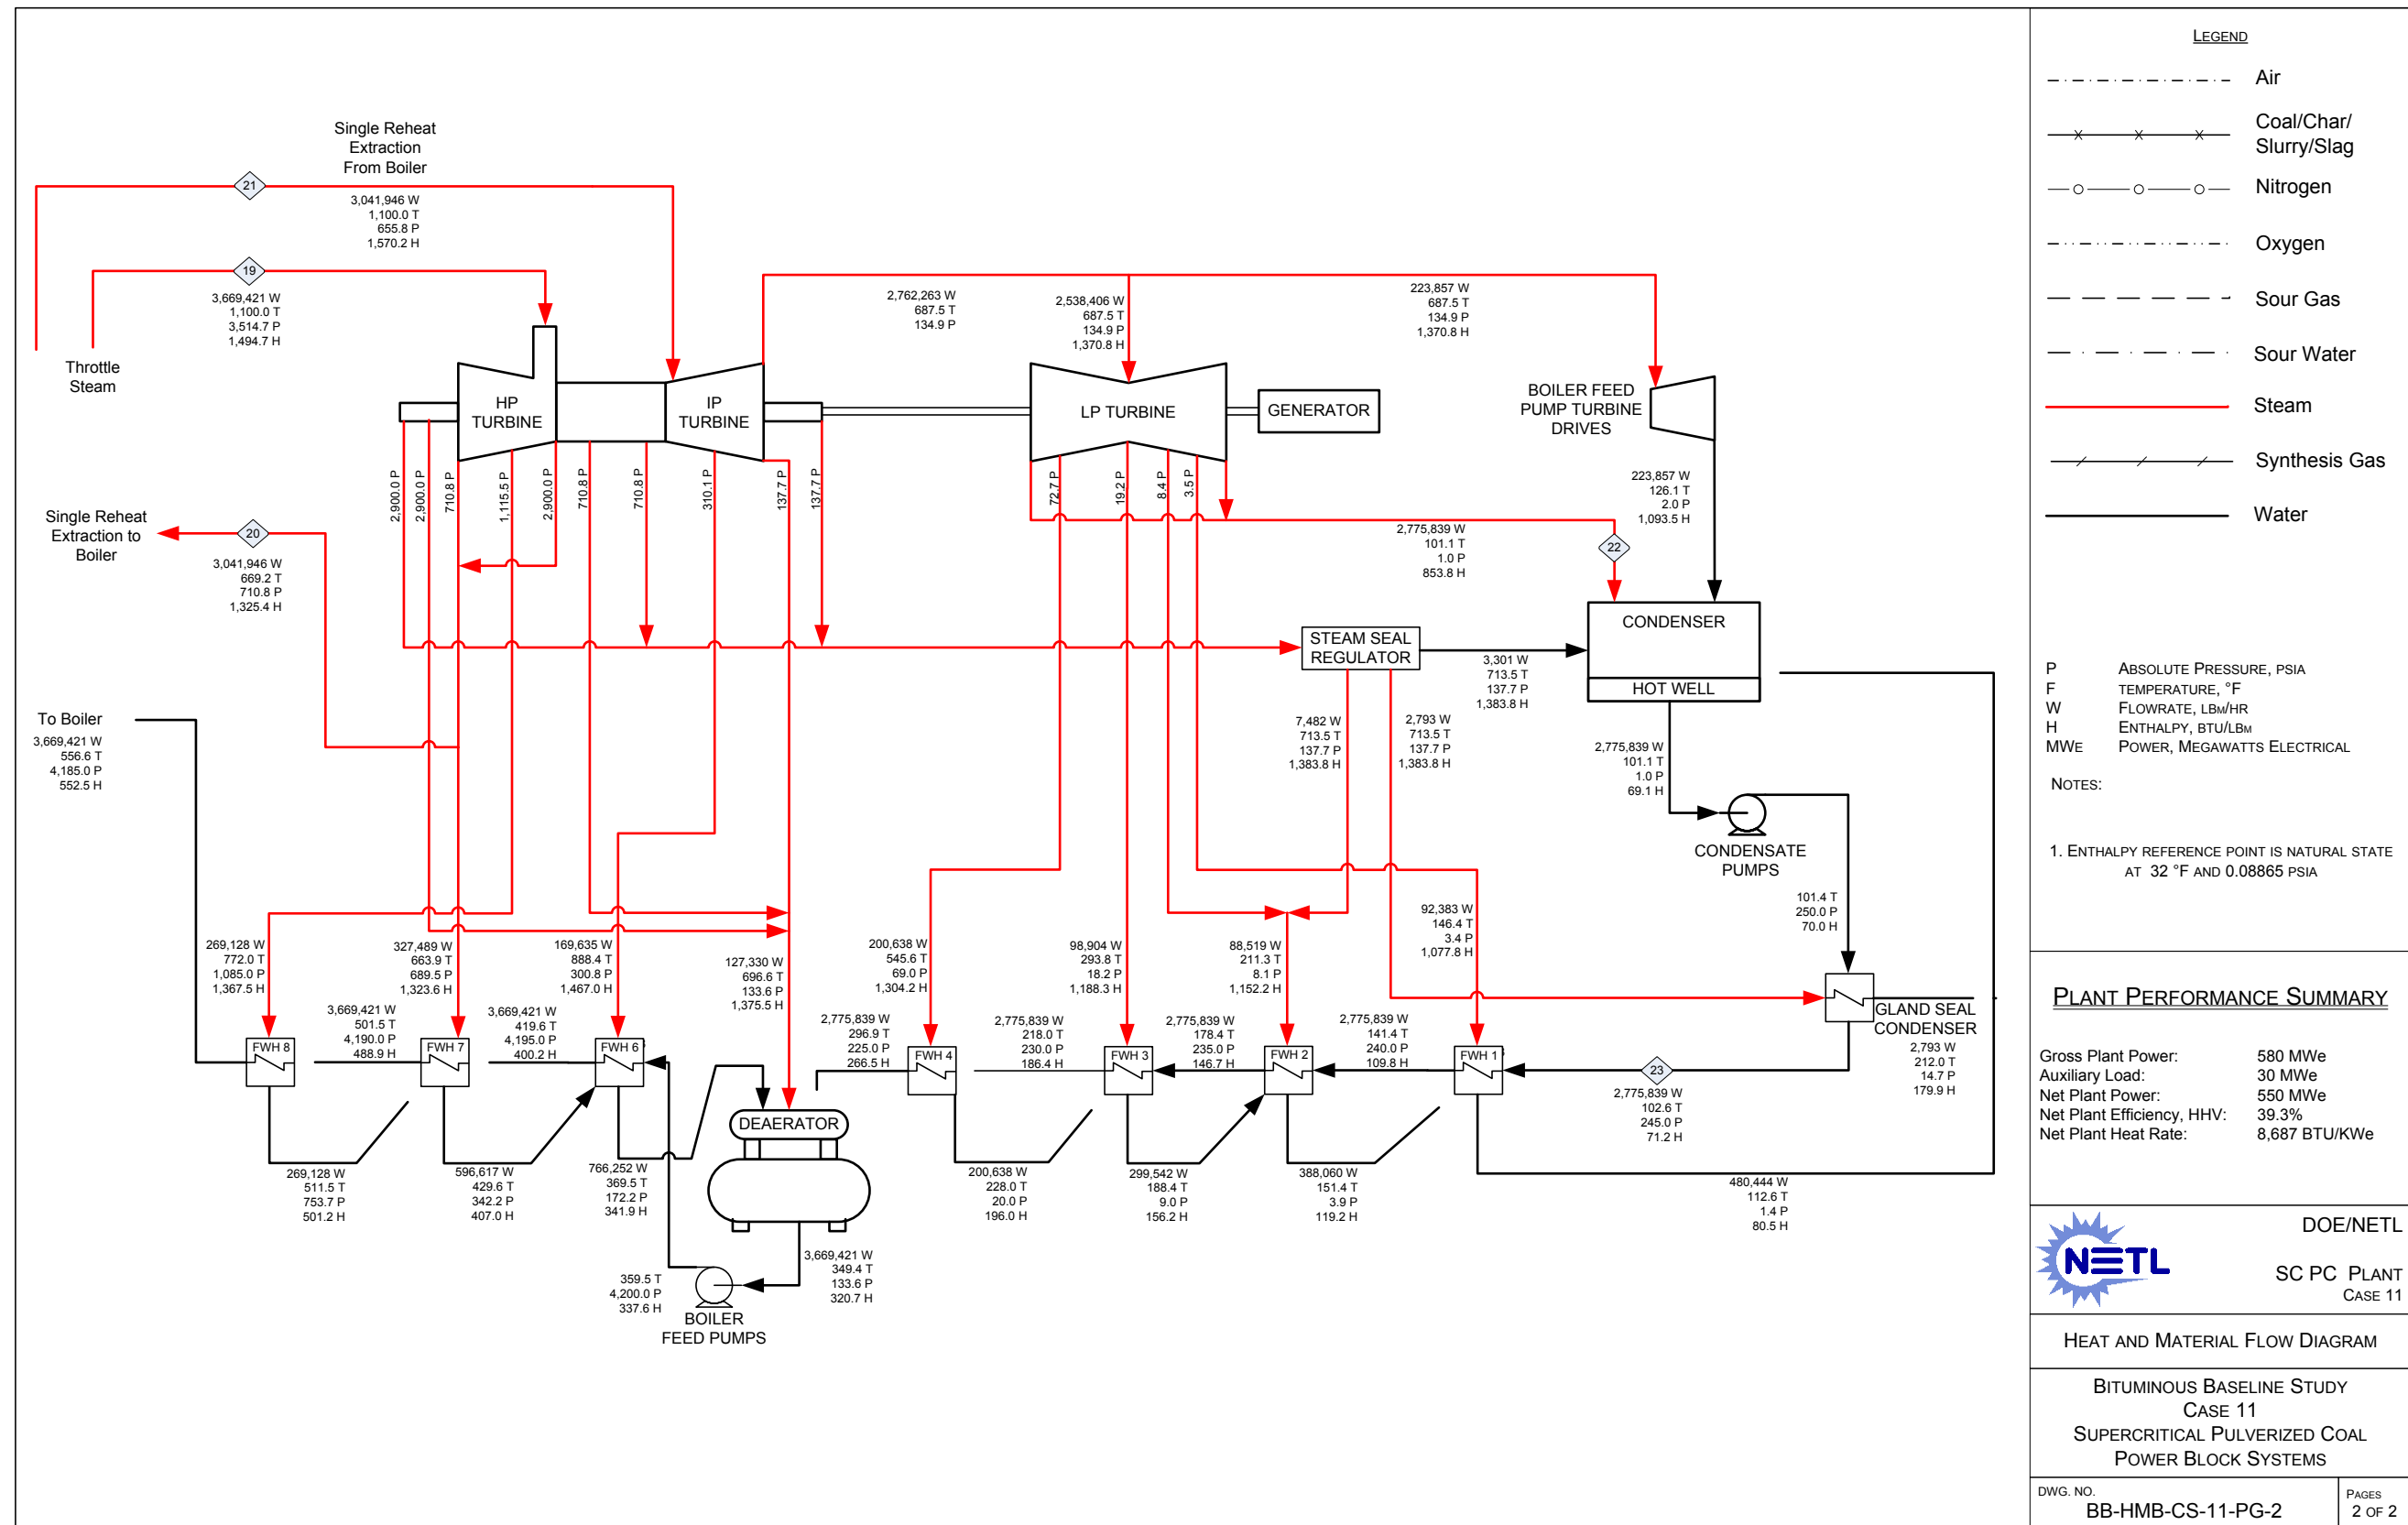 Single Reheat
Extraction
From Boiler
21
3,041,946 W
1,100.0 T
655.8 P
1,570.2 H
19
3,669,421 W
1,100.0 T
3,514.7 P
1,494.7 H
Throttle
Steam
2,762,263 W
687.5 T
134.9 P
2,538,406 W
687.5 T
134.9 P
1,370.8 H
223,857 W
687.5 T
134.9 P
1,370.8 H
HP
TURBINE
IP
TURBINE
LP TURBINE
GENERATOR
BOILER FEED
PUMP TURBINE
DRIVES
2,900.0 P
2,900.0 P
710.8 P
1,115.5 P
2,900.0 P
710.8 P
710.8 P
310.1 P
137.7 P
137.7 P
72.7 P
19.2 P
8.4 P
3.5 P
223,857 W
126.1 T
2.0 P
1,093.5 H
Single Reheat
Extraction to
Boiler
20
3,041,946 W
669.2 T
710.8 P
1,325.4 H
2,775,839 W
101.1 T
1.0 P
853.8 H
22
CONDENSER
HOT WELL
STEAM SEAL
REGULATOR
3,301 W
713.5 T
137.7 P
1,383.8 H
7,482 W
713.5 T
137.7 P
1,383.8 H
2,793 W
713.5 T
137.7 P
1,383.8 H
To Boiler
3,669,421 W
556.6 T
4,185.0 P
552.5 H
2,775,839 W
101.1 T
1.0 P
69.1 H
CONDENSATE
PUMPS
101.4 T
250.0 P
70.0 H
269,128 W
772.0 T
1,085.0 P
1,367.5 H
327,489 W
663.9 T
689.5 P
1,323.6 H
169,635 W
888.4 T
300.8 P
1,467.0 H
127,330 W
696.6 T
133.6 P
1,375.5 H
200,638 W
545.6 T
69.0 P
1,304.2 H
98,904 W
293.8 T
18.2 P
1,188.3 H
88,519 W
211.3 T
8.1 P
1,152.2 H
92,383 W
146.4 T
3.4 P
1,077.8 H
3,669,421 W
501.5 T
4,190.0 P
488.9 H
3,669,421 W
419.6 T
4,195.0 P
400.2 H
2,775,839 W
296.9 T
225.0 P
266.5 H
2,775,839 W
218.0 T
230.0 P
186.4 H
2,775,839 W
178.4 T
235.0 P
146.7 H
2,775,839 W
141.4 T
240.0 P
109.8 H
FWH 8
FWH 7
FWH 6
FWH 4
FWH 3
FWH 2
FWH 1
23
2,775,839 W
102.6 T
245.0 P
71.2 H
GLAND SEAL
CONDENSER
2,793 W
212.0 T
14.7 P
179.9 H
DEAERATOR
269,128 W
511.5 T
753.7 P
501.2 H
596,617 W
429.6 T
342.2 P
407.0 H
766,252 W
369.5 T
172.2 P
341.9 H
200,638 W
228.0 T
20.0 P
196.0 H
299,542 W
188.4 T
9.0 P
156.2 H
388,060 W
151.4 T
3.9 P
119.2 H
480,444 W
112.6 T
1.4 P
80.5 H
3,669,421 W
349.4 T
133.6 P
320.7 H
359.5 T
4,200.0 P
337.6 H
BOILER
FEED PUMPS
LEGEND
Air
Coal/Char/
Slurry/Slag
Nitrogen
Oxygen
Sour Gas
Sour Water
Steam
Synthesis Gas
Water
P ABSOLUTE PRESSURE, PSIA
F TEMPERATURE, °F
W FLOWRATE, LBM/HR
H ENTHALPY, BTU/LBM
MWE POWER, MEGAWATTS ELECTRICAL
NOTES:
1. ENTHALPY REFERENCE POINT IS NATURAL STATE
AT 32 °F AND 0.08865 PSIA
PLANT PERFORMANCE SUMMARY
Gross Plant Power: 580 MWe
Auxiliary Load: 30 MWe
Net Plant Power: 550 MWe
Net Plant Efficiency, HHV: 39.3%
Net Plant Heat Rate: 8,687 BTU/KWe
NETL
DOE/NETL
SC PC PLANT
CASE 11
HEAT AND MATERIAL FLOW DIAGRAM
BITUMINOUS BASELINE STUDY
CASE 11
SUPERCRITICAL PULVERIZED COAL
POWER BLOCK SYSTEMS
DWG. NO.
BB-HMB-CS-11-PG-2
PAGES
2 OF 2